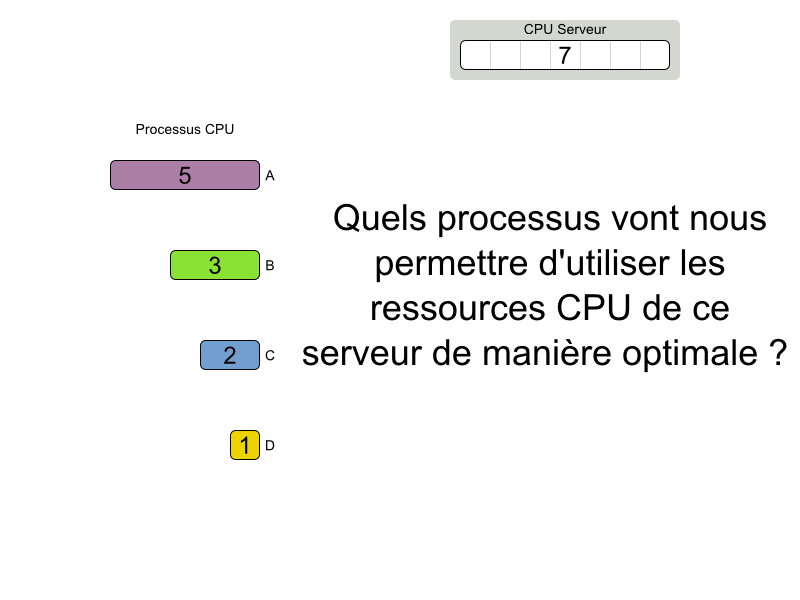 CPU Serveur
7
Processus CPU
5 A
3 B
2 C
1 D
Quels processus vont nous
permettre d'utiliser les
ressources CPU de ce
serveur de manière optimale ?